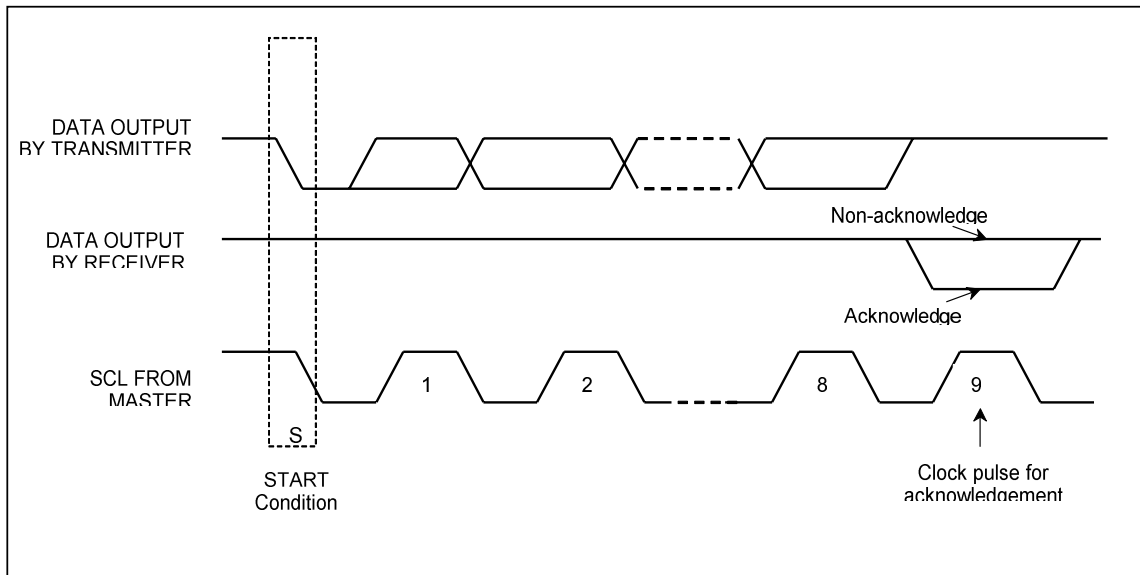 DATA OUTPUT
BY TRANSMITTER
Non-acknowledge
DATA OUTPUT
BY RECEIVER
Acknowledge
SCL FROM
MASTER
1
2
8
9
S
START
Condition
Clock pulse for
acknowledgement